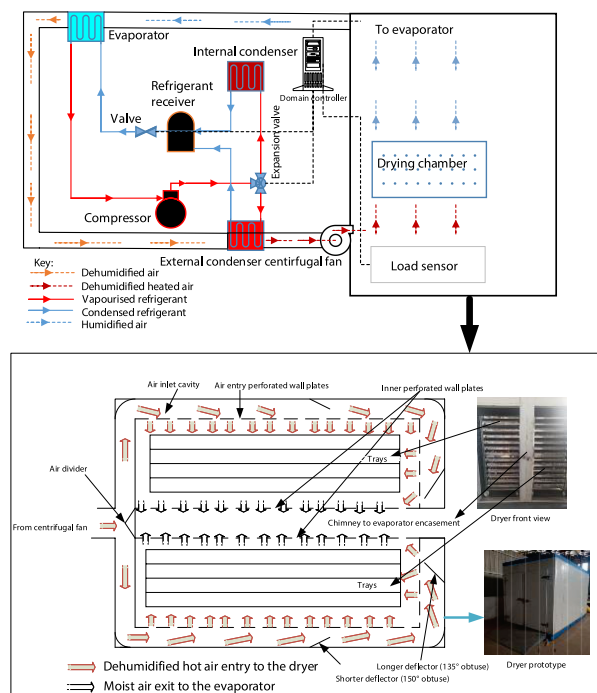 Evaporator
Internal condenser
To evaporator
Refrigerant
receiver
Valve
Domain controller
Expansion valve
Drying chamber
Compressor
External condenser centirfugal fan
Load sensor
Key:
Dehumidified air
Dehumidified heated air
Vapourised refrigerant
Condensed refrigerant
Humidified air
Air inlet cavity
Air entry perforated wall plates
Inner perforated wall plates
Trays
Air divider
Dryer front view
Chimney to evaporator encasement
From centrifugal fan
Trays
Longer deflector (135° obtuse)
Dryer prototype
Shorter deflector (150° obtuse)
Dehumidified hot air entry to the dryer
Moist air exit to the evaporator